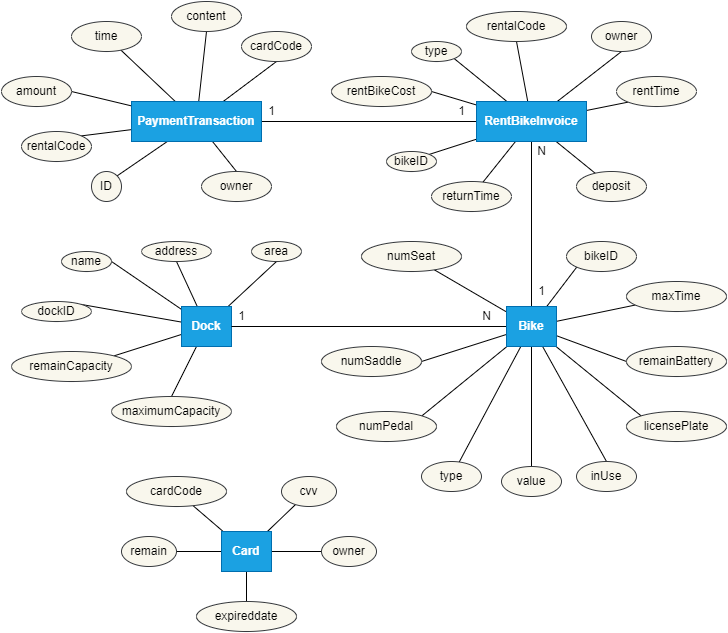 content
rentalCode
time
cardCode
type
owner
amount
rentBikeCost
rentTime
PaymentTransaction
1
1
RentBikeInvoice
rentalCode
N
bikeID
ID
owner
returnTime
deposit
name
address
area
numSeat
bikeID
dockID
1
maxTime
Dock
1
N
Bike
remainCapacity
numSaddle
remainBattery
maximumCapacity
numPedal
licensePlate
type
value
inUse
cardCode
cvv
remain
Card
owner
expireddate